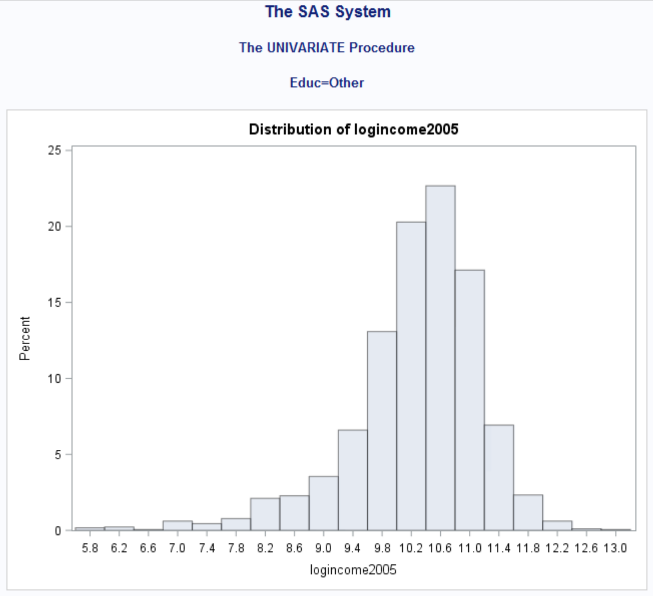 The SAS System
The UNIVARIATE Procedure
Educ=Other
Distribution of logincome2005
25
20
15
10
5
0
Percent
5.8 6.2 6.6 7.0 7.4 7.8 8.2 8.6 9.0 9.4 9.8 10.2 10.6 11.0 11.4 11.8 12.2 12.6 13.0
logincome2005